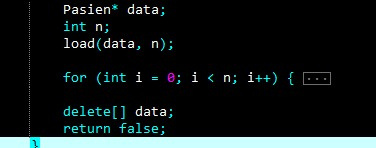 Pasien* data;
int n;
load(data, n);
for (int i = 0; i < n; i++) { ...
delete[] data;
return false;
}